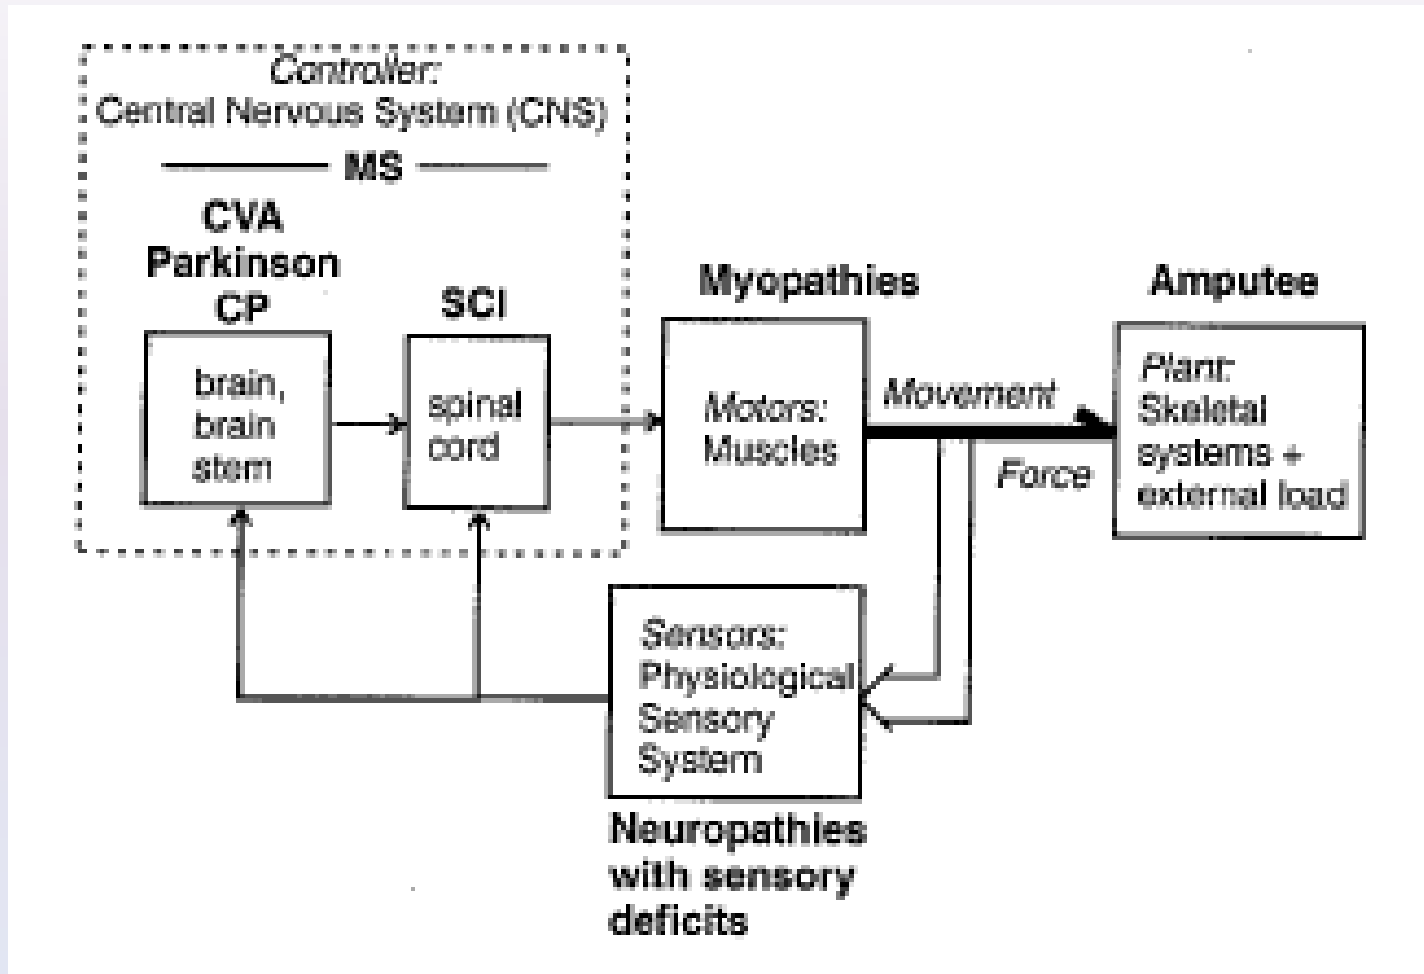 Controller:
Central Nervous System (CNS)
MS
CVA
Parkinson
CP
SCI
brain,
brain
stem
spinal
cord
Myopathies
Motors:
Muscles
Movement
Force
Amputee
Plant:
Skeletal
systems +
external load
Sensors:
Physiological
Sensory
System
Neuropathies
with sensory
deficits